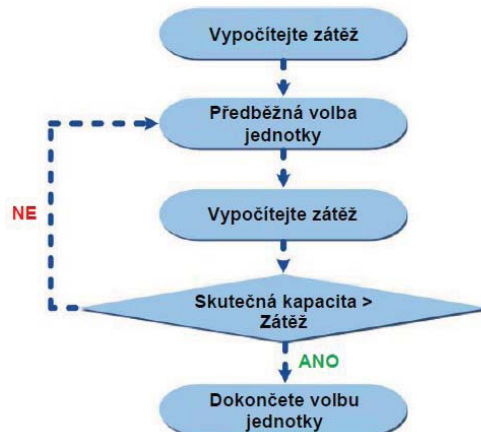 Vypočítejte zátěž
Předběžná volba
jednotky
NE
Vypočítejte zátěž
Skutečná kapacita >
Zátěž
ANO
Dokončete volbu
jednotky